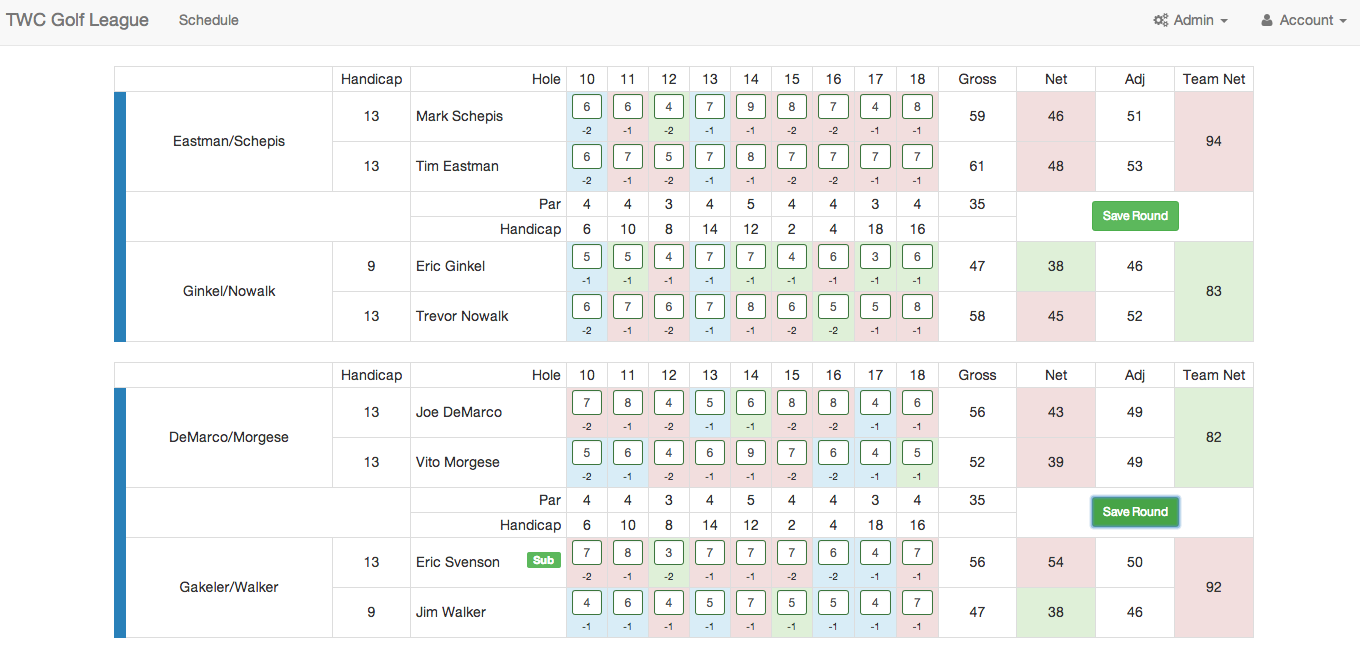 TWC Golf League Schedule Admin Account
Handicap Hole 10 11 12 13 14 15 16 17 18 Gross Net Adj Team Net
Eastman/Schepis 13 Mark Schepis 6 6 4 7 9 8 7 4 8 59 46 51 94
-2 -1 -2 -1 -1 -2 -2 -1 -1
13 Tim Eastman 6 7 5 7 8 7 7 7 7 61 48 53
-2 -1 -2 -1 -1 -2 -2 -1 -1
Par 4 4 3 4 5 4 4 3 4 35 Save Round
Handicap 6 10 8 14 12 2 4 18 16
Ginkel/Nowalk 9 Eric Ginkel 5 5 4 7 7 4 6 3 6 47 38 46 83
-1 -1 -1 -1 -1 -1 -1 -1 -1
13 Trevor Nowalk 6 7 6 7 8 6 5 5 8 58 45 52
-2 -1 -2 -1 -1 -2 -2 -1 -1
Handicap Hole 10 11 12 13 14 15 16 17 18 Gross Net Adj Team Net
DeMarco/Morgese 13 Joe DeMarco 7 8 4 5 6 8 8 4 6 56 43 49 82
-2 -1 -2 -1 -1 -2 -2 -1 -1
13 Vito Morgese 5 6 4 6 9 7 6 4 5 52 39 49
-2 -1 -2 -1 -1 -2 -2 -1 -1
Par 4 4 3 4 5 4 4 3 4 35 Save Round
Handicap 6 10 8 14 12 2 4 18 16
Gakeler/Walker 13 Eric Svenson Sub 7 8 3 7 7 7 6 4 7 56 54 50 92
-2 -1 -2 -1 -1 -2 -2 -1 -1
9 Jim Walker 4 6 4 5 7 5 5 4 7 47 38 46
-1 -1 -1 -1 -1 -1 -1 -1 -1